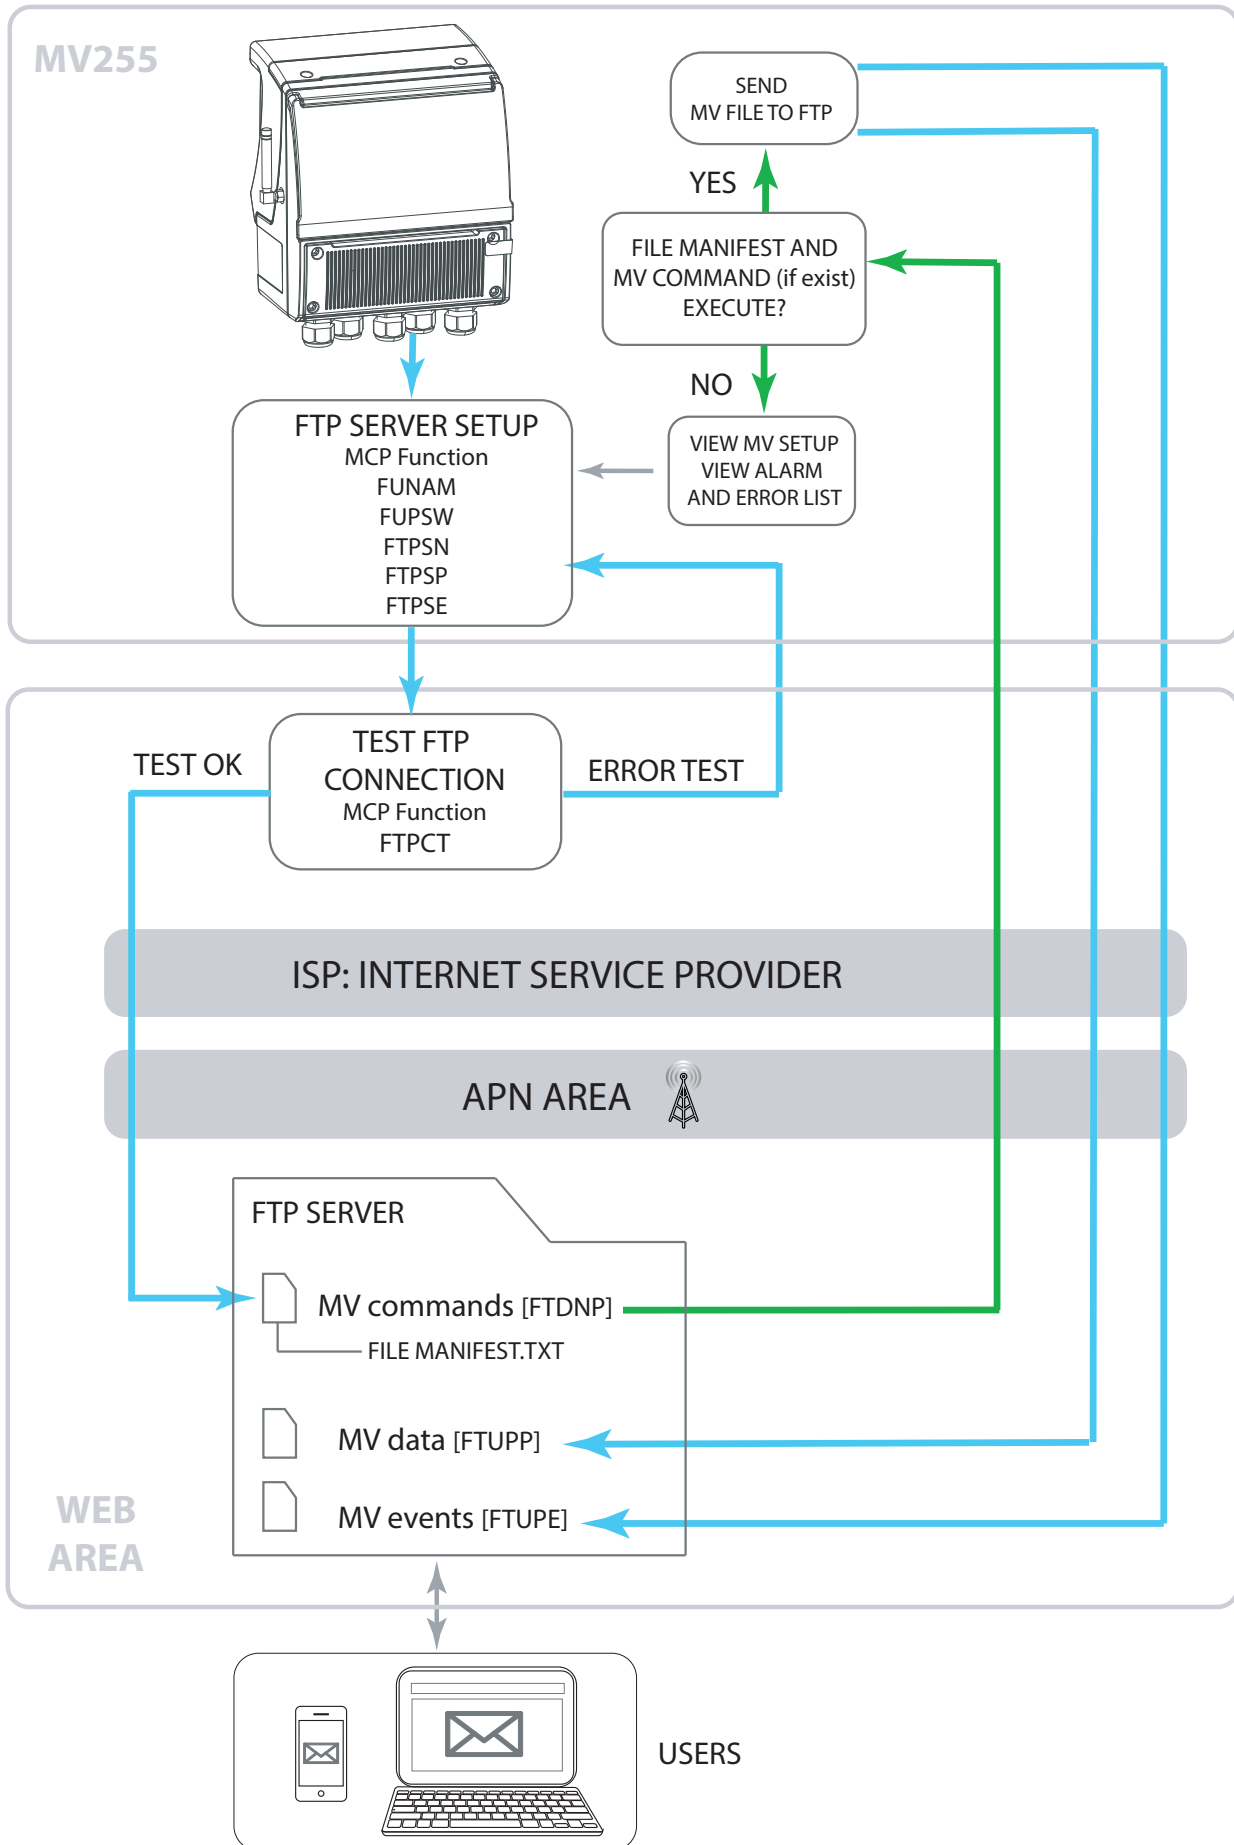 MV255
SEND
MV FILE TO FTP
YES
FILE MANIFEST AND
MV COMMAND (if exist)
EXECUTE?
NO
VIEW MV SETUP
VIEW ALARM
AND ERROR LIST
FTP SERVER SETUP
MCP Function
FUNAM
FUPSW
FTPSN
FTPSP
FTPSE
TEST FTP
CONNECTION
MCP Function
FTPCT
TEST OK
ERROR TEST
ISP: INTERNET SERVICE PROVIDER
APN AREA
FTP SERVER
MV commands [FTDNP]
FILE MANIFEST.TXT
MV data [FTUPP]
MV events [FTUPE]
WEB
AREA
USERS